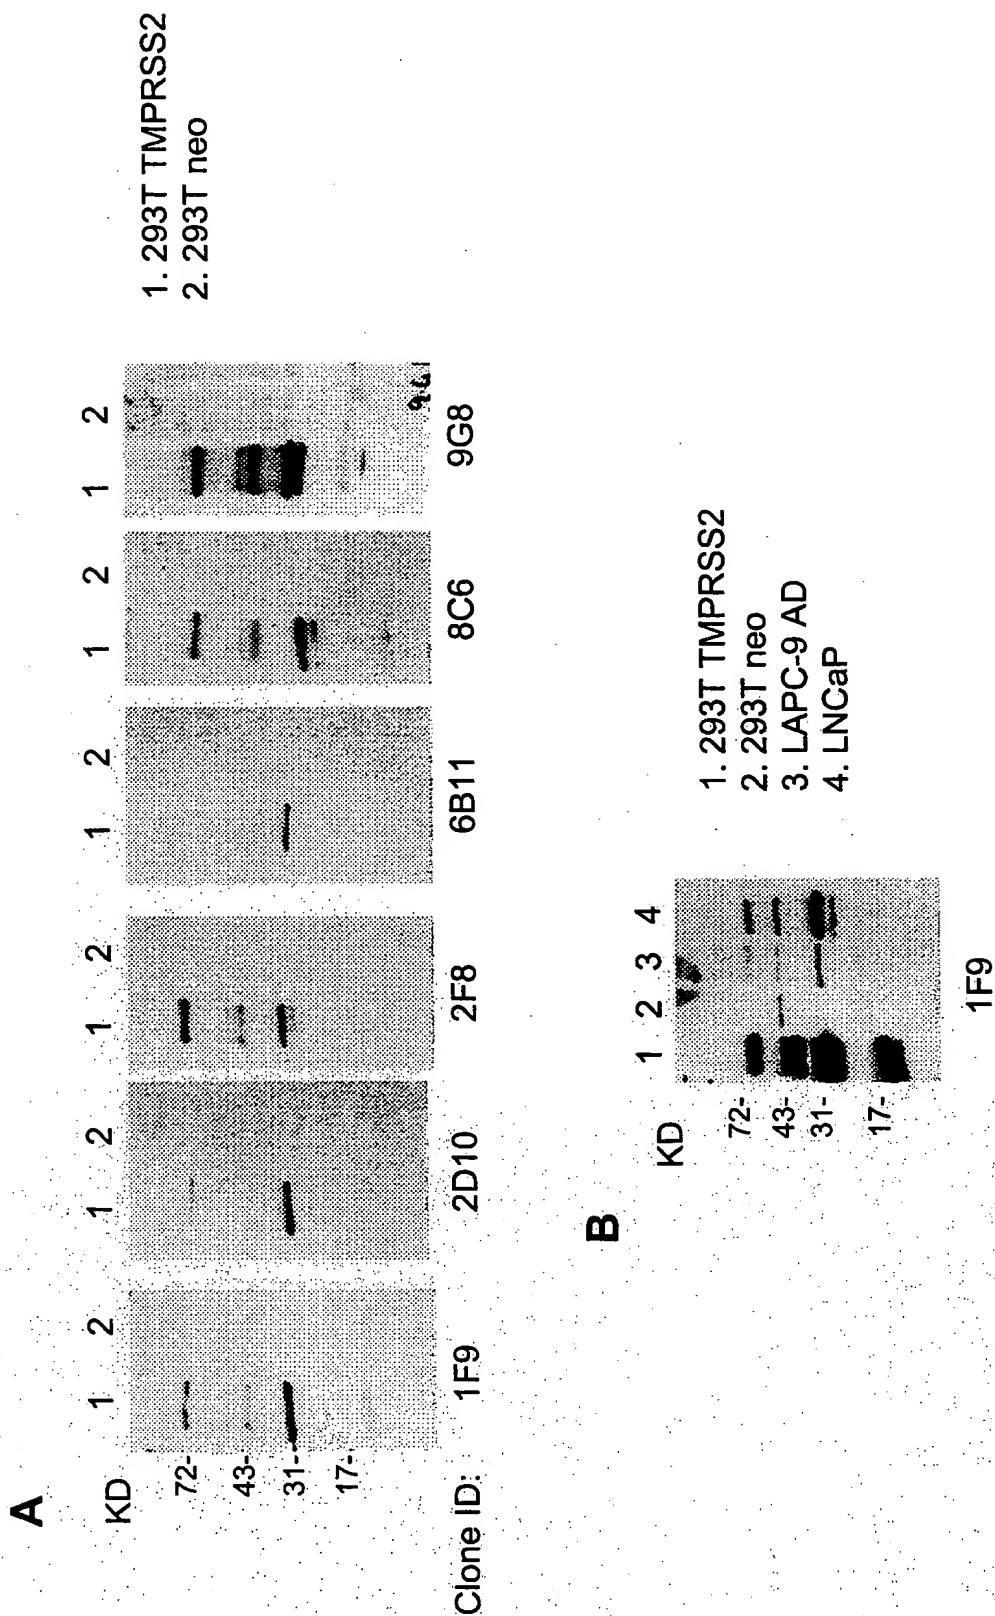 A
KD
1 2 1 2 1 2 1 2 1 2 1 2
72-
43-
31-
17-
Clone ID: 1F9 2D10 2F8 6B11 8C6 9G8
1. 293T TMPRSS2
2. 293T neo
B
KD
1 2 3 4
72-
43-
31-
17-
1F9
1. 293T TMPRSS2
2. 293T neo
3. LAPC-9 AD
4. LNCaP